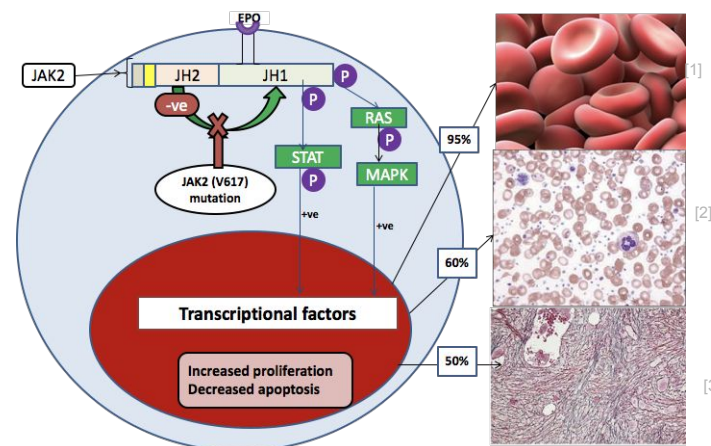 EPO
JAK2
JH2
JH1
P
-ve
P
RAS
P
95%
STAT
P
MAPK
JAK2 (V617)
mutation
+ve
+ve
60%
Transcriptional factors
50%
Increased proliferation
Decreased apoptosis
[1]
[2]
[3